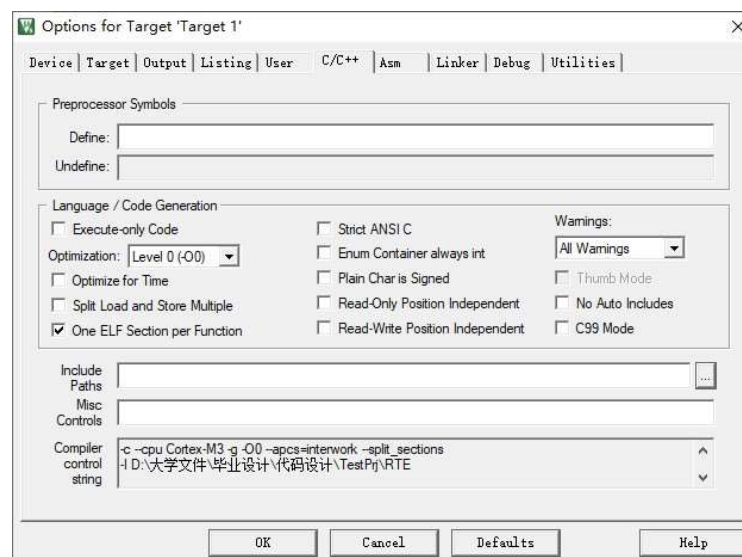 Options for Target 'Target 1'
Device Target Output Listing User C/C++ Asm Linker Debug Utilities
Preprocessor Symbols
Define:
Undefine:
Language / Code Generation
Execute-only Code
Strict ANSI C
Warnings:
Optimization: Level 0 (-O0)
Enum Container always int
All Warnings
Optimize for Time
Plain Char is Signed
Thumb Mode
Split Load and Store Multiple
Read-Only Position Independent
No Auto Includes
One ELF Section per Function
Read-Write Position Independent
C99 Mode
Include
Paths
...
Misc
Controls
Compiler
control
string
-c --cpu Cortex-M3 -g -O0 --apcs=interwork --split_sections
-I D:\大学文件\毕业设计\代码设计\TestPrj\RTE
OK Cancel Defaults Help